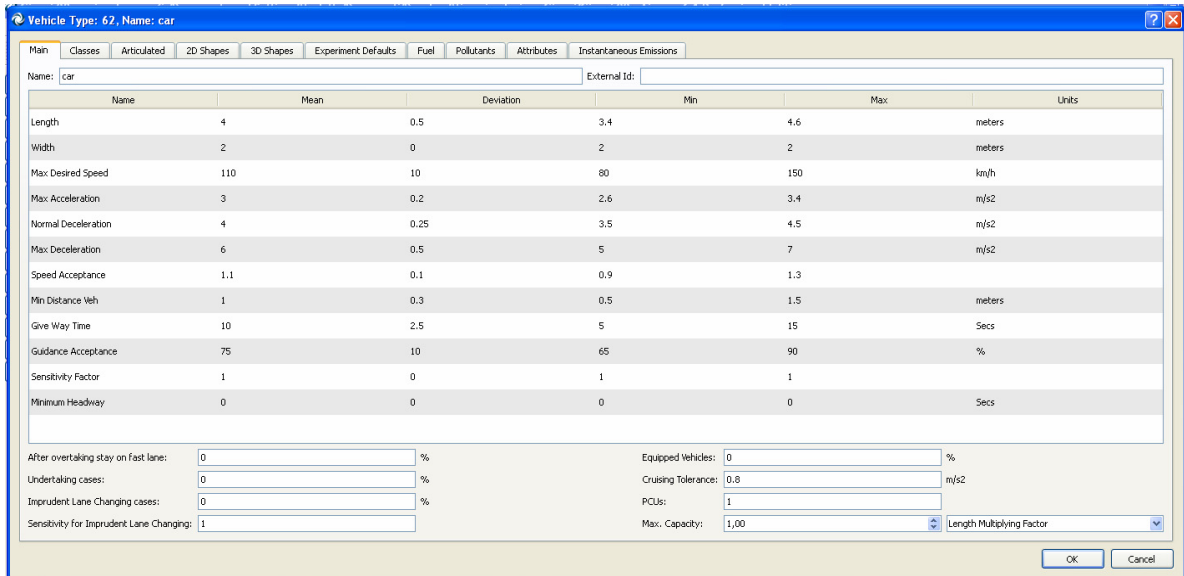 Vehicle Type: 62, Name: car
Main Classes Articulated 2D Shapes 3D Shapes Experiment Defaults Fuel Pollutants Attributes Instantaneous Emissions
Name: car External Id:
Name Mean Deviation Min Max Units
Length 4 0.5 3.4 4.6 meters
Width 2 0 2 2 meters
Max Desired Speed 110 10 80 150 km/h
Max Acceleration 3 0.2 2.6 3.4 m/s2
Normal Deceleration 4 0.25 3.5 4.5 m/s2
Max Deceleration 6 0.5 5 7 m/s2
Speed Acceptance 1.1 0.1 0.9 1.3
Min Distance Veh 1 0.3 0.5 1.5 meters
Give Way Time 10 2.5 5 15 Secs
Guidance Acceptance 75 10 65 90 %
Sensitivity Factor 1 0 1 1
Minimum Headway 0 0 0 0 Secs
After overtaking stay on fast lane: 0 % Equipped Vehicles: 0 %
Undertaking cases: 0 % Cruising Tolerance: 0.8 m/s2
Imprudent Lane Changing cases: 0 % PCUs: 1
Sensitivity for Imprudent Lane Changing: 1 Max. Capacity: 1,00 Length Multiplying Factor
OK Cancel